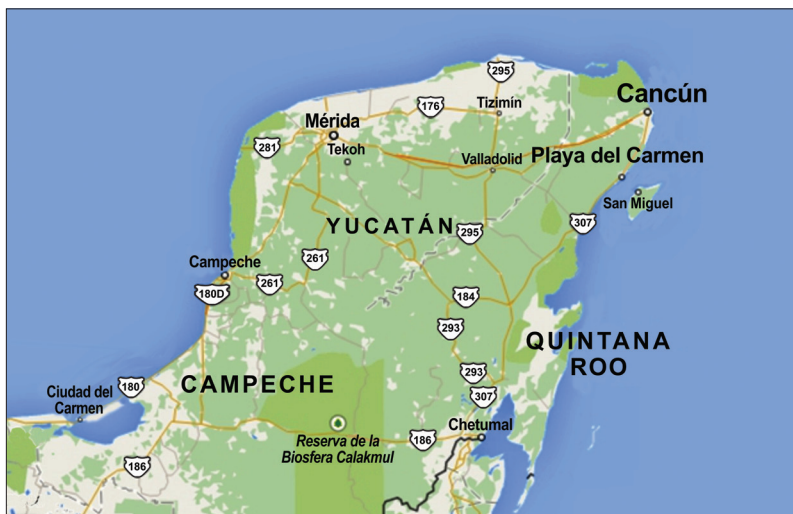 295
Cancún
176
Tizimín
Mérida
281
Tekoh
Valladolid
Playa del Carmen
San Miguel
YUCATÁN
295
307
Campeche
261
261
180D
184
293
QUINTANA
ROO
293
180
CAMPECHE
307
Ciudad del
Carmen
Chetumal
186
Reserva de la
Biosfera Calakmul
186